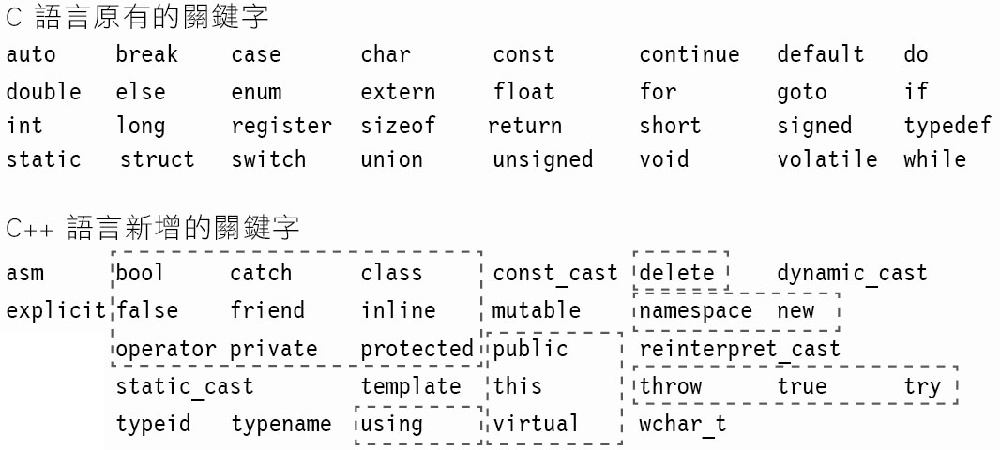 C 語言原有的關鍵字
auto break case char const continue default do
double else enum extern float for goto if
int long register sizeof return short signed typedef
static struct switch union unsigned void volatile while
C++ 語言新增的關鍵字
asm bool catch class const_cast delete dynamic_cast
explicit false friend inline mutable namespace new
operator private protected public reinterpret_cast
static_cast template this throw true try
typeid typename using virtual wchar_t